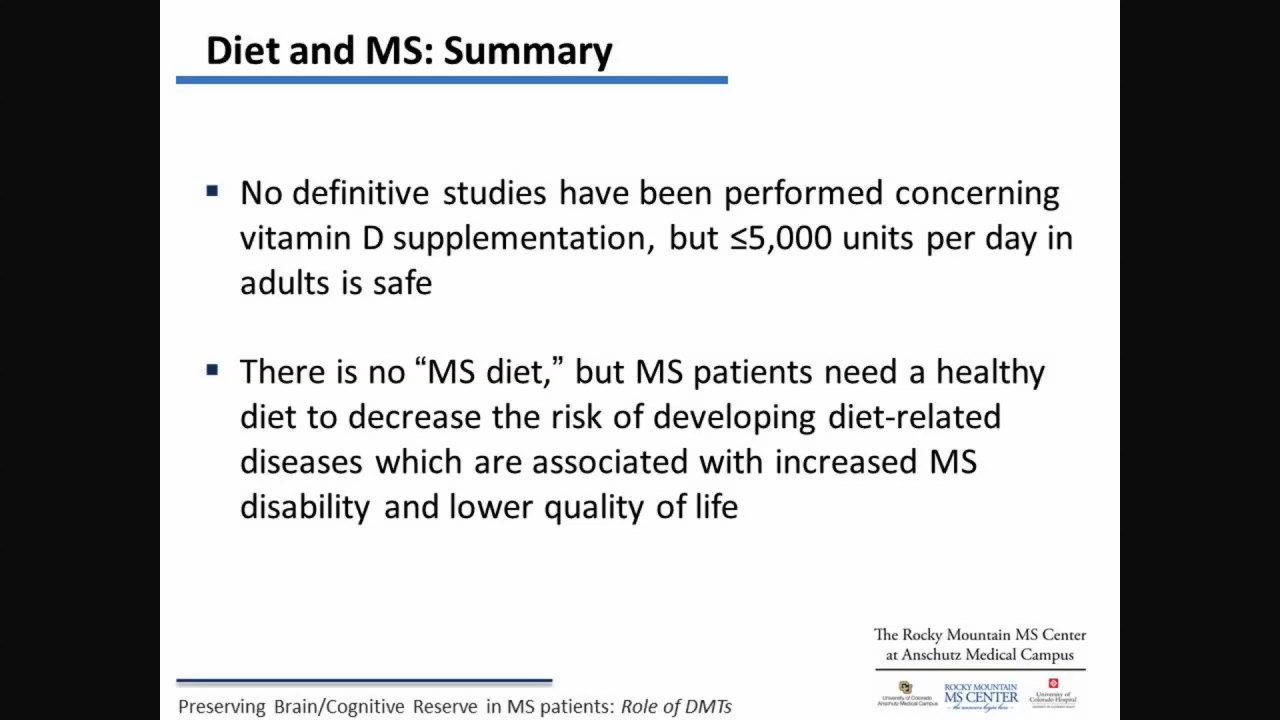 Diet and MS: Summary
▪ No definitive studies have been performed concerning
vitamin D supplementation, but ≤5,000 units per day in
adults is safe
▪ There is no “MS diet,” but MS patients need a healthy
diet to decrease the risk of developing diet-related
diseases which are associated with increased MS
disability and lower quality of life
The Rocky Mountain MS Center
at Anschutz Medical Campus
University of Colorado
Anschutz Medical Campus
ROCKY MOUNTAIN
MS CENTER
University of
Colorado Hospital
Preserving Brain/Cognitive Reserve in MS patients: Role of DMTs